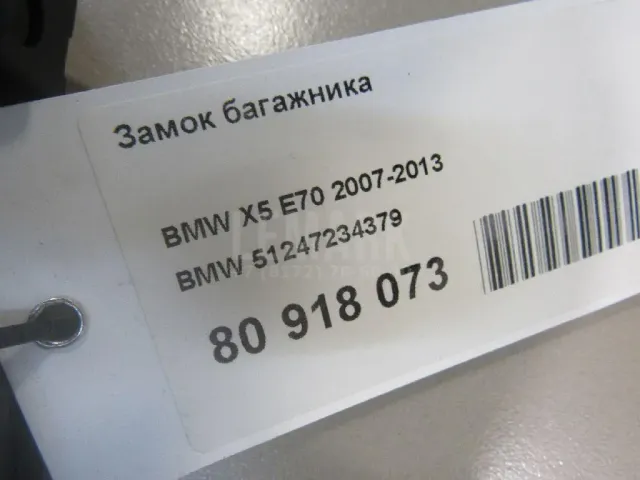 Замок багажника
BMW X5 E70 2007-2013
BMW 51247234379
80 918 073